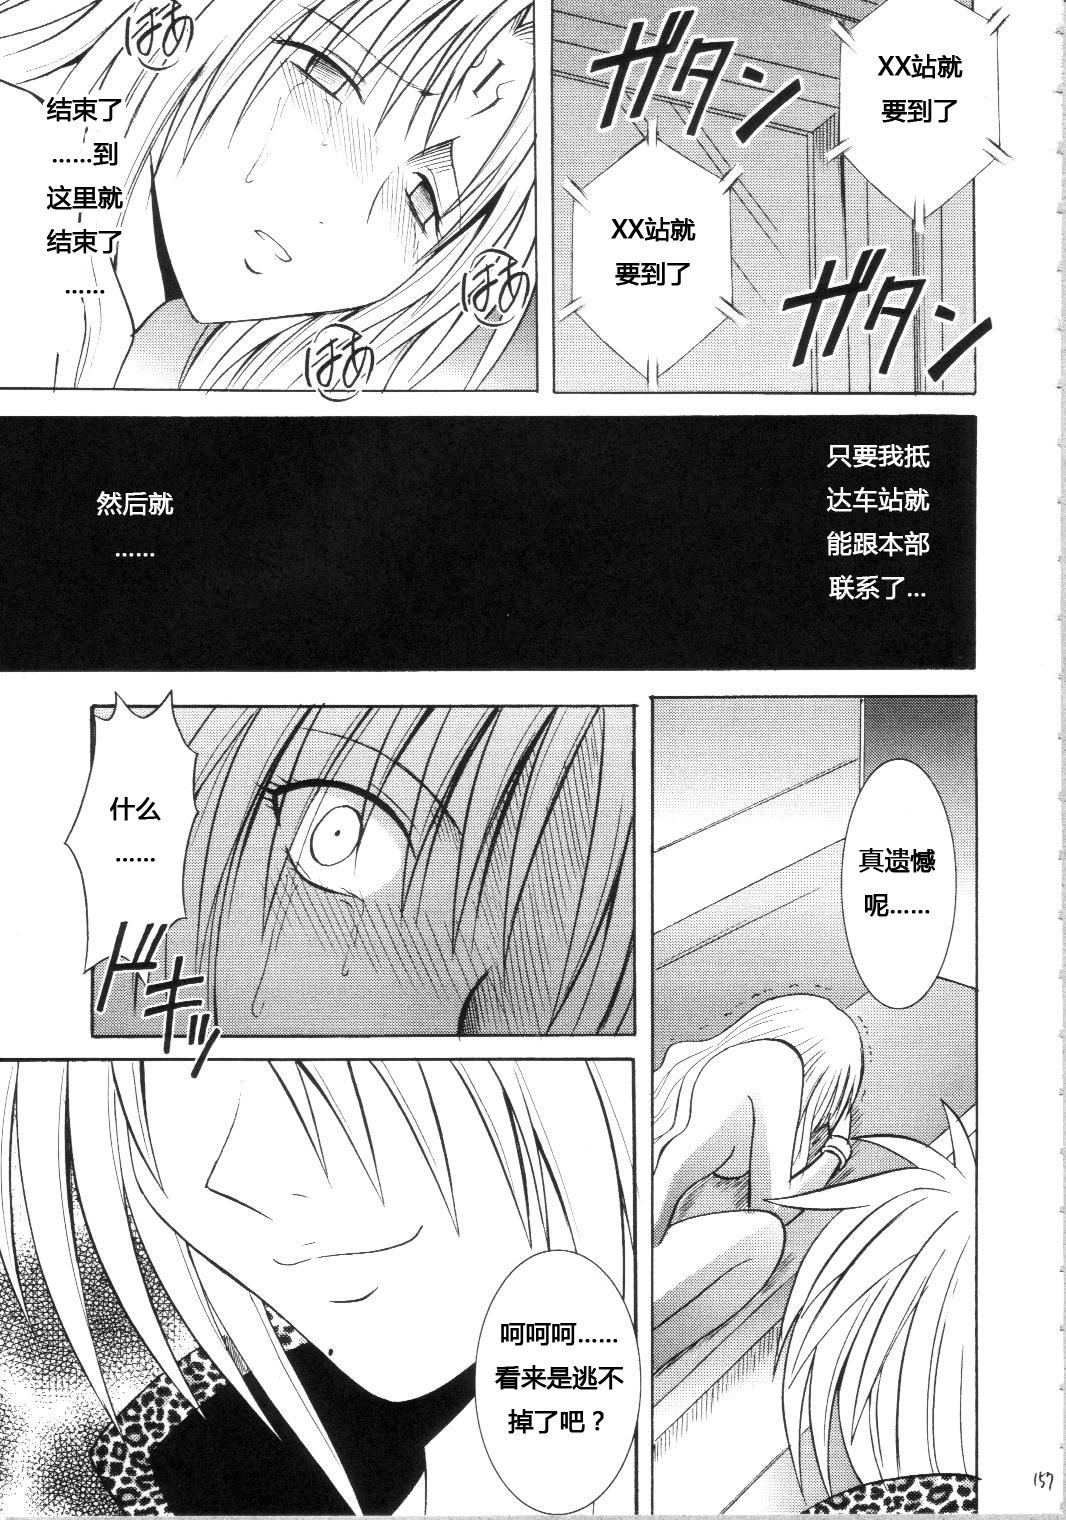 XX站就
要到了
ガタン
XX站就
要到了
ガタン
はあ
结束了
……到
这里就
结束了
……
はあ
はあ
只要我抵
达车站就
能跟本部
联系了…
然后就
……
真遗憾
呢……
什么
……
ドキッ
呵呵呵……
看来是逃不
掉了吧？
157